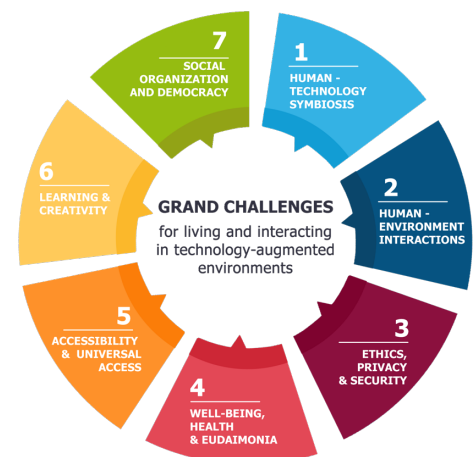 GRAND CHALLENGES
for living and interacting
in technology-augmented
environments
1
HUMAN -
TECHNOLOGY
SYMBIOSIS
2
HUMAN -
ENVIRONMENT
INTERACTIONS
3
ETHICS,
PRIVACY
& SECURITY
4
WELL-BEING,
HEALTH
& EUDAIMONIA
5
ACCESSIBILITY
& UNIVERSAL
ACCESS
6
LEARNING &
CREATIVITY
7
SOCIAL
ORGANIZATION
AND DEMOCRACY